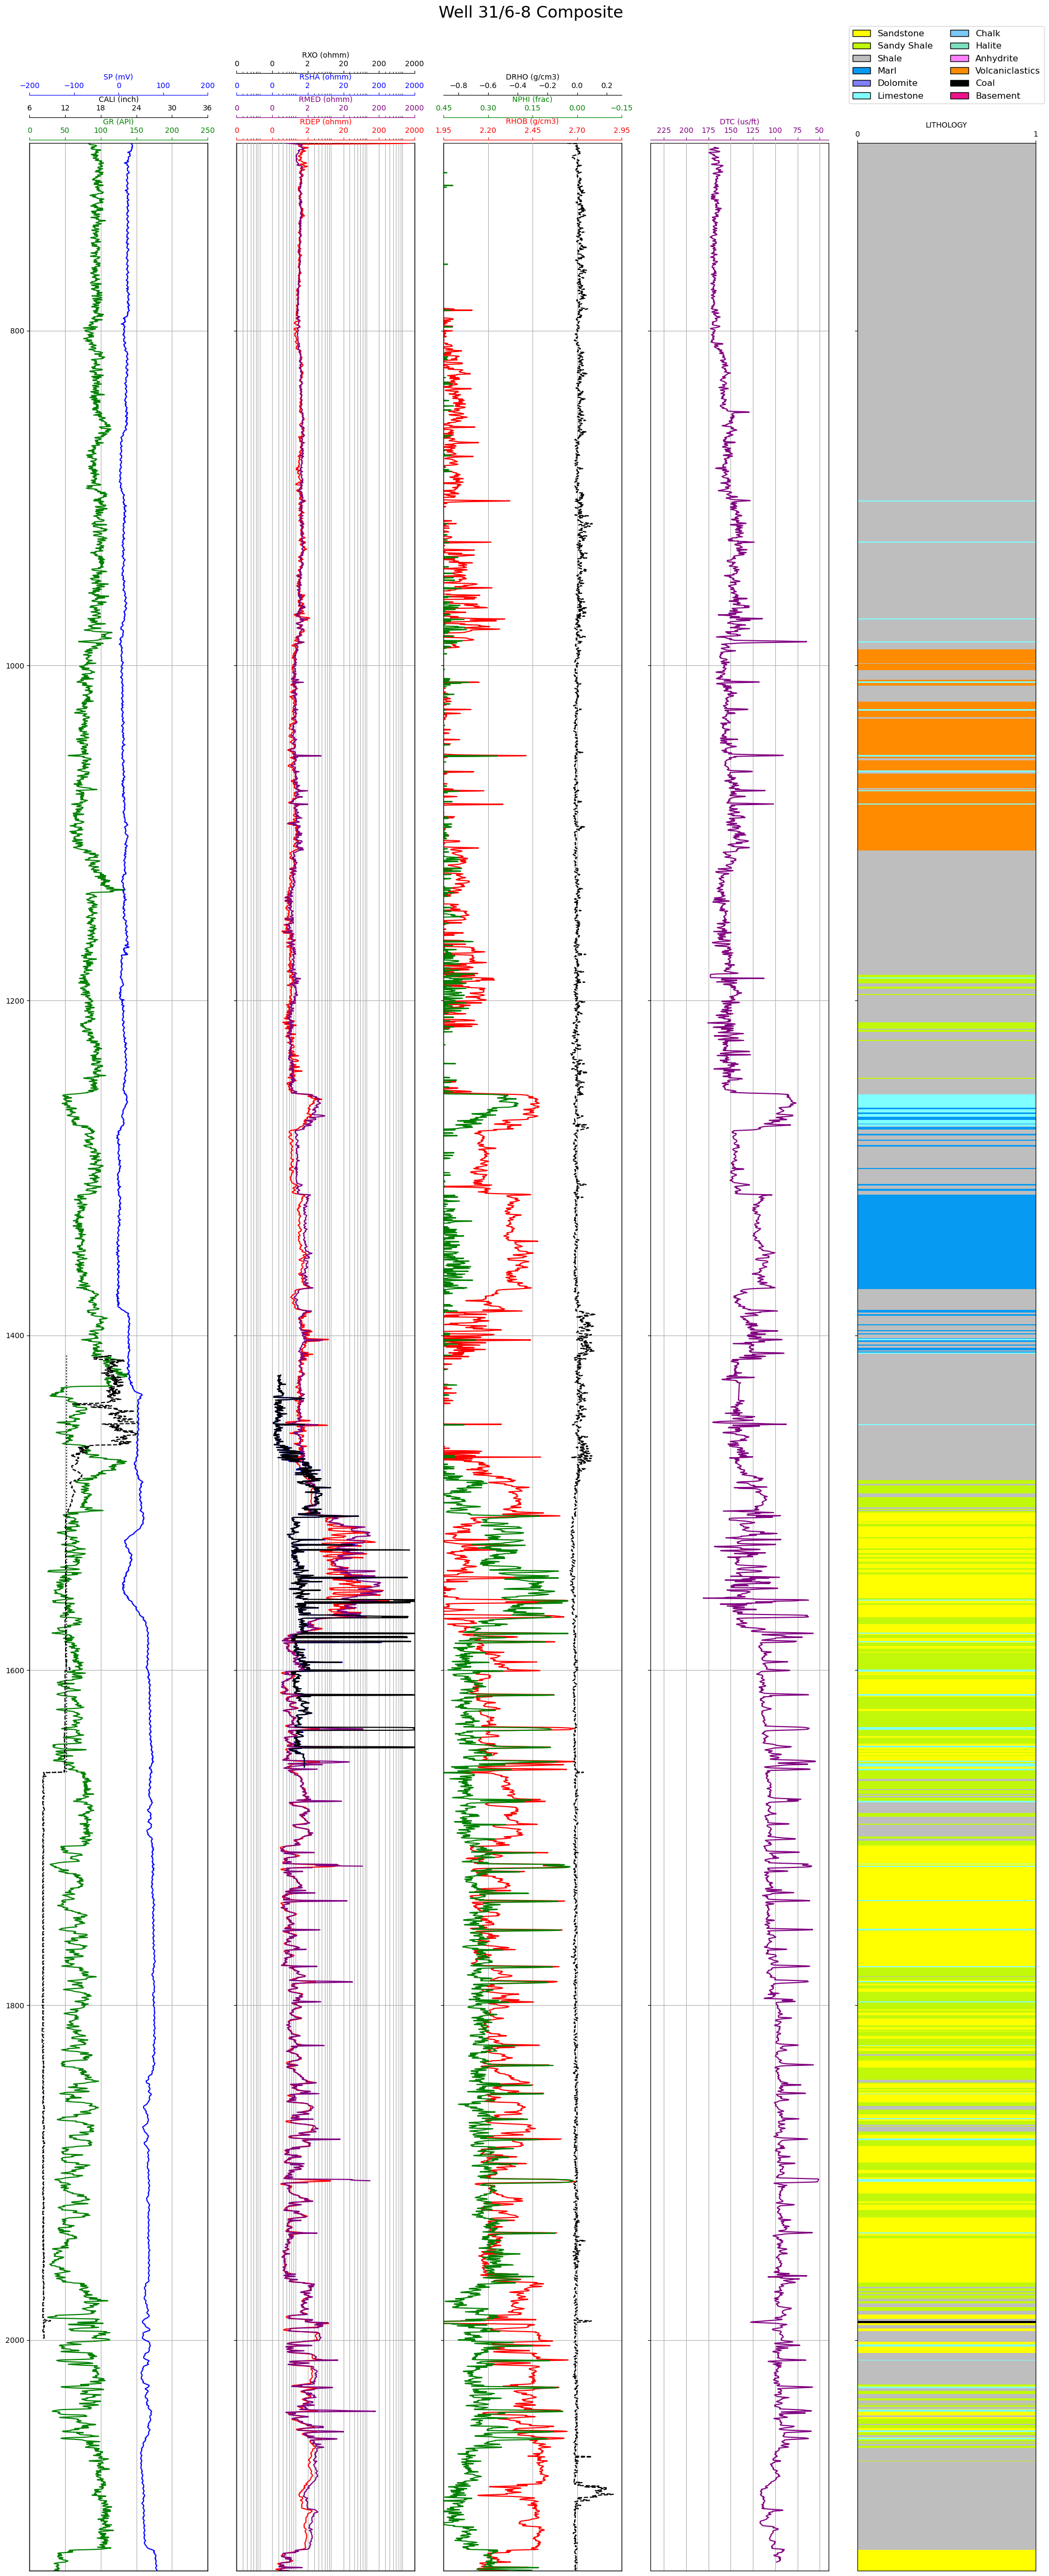 Well 31/6-8 Composite
Sandstone Chalk
Sandy Shale Halite
Shale Anhydrite
Marl Volcaniclastics
Dolomite Coal
Limestone Basement
RXO (ohmm)
0 0 2 20 200 2000
SP (mV) RSHA (ohmm) DRHO (g/cm3)
−200 −100 0 100 200 0 0 2 20 200 2000 −0.8 −0.6 −0.4 −0.2 0.0 0.2
CALI (inch) RMED (ohmm) NPHI (frac)
6 12 18 24 30 36 0 0 2 20 200 2000 0.45 0.30 0.15 0.00 −0.15
GR (API) RDEP (ohmm) RHOB (g/cm3) DTC (us/ft) LITHOLOGY
0 50 100 150 200 250 0 0 2 20 200 2000 1.95 2.20 2.45 2.70 2.95 225 200 175 150 125 100 75 50 0 1
800
1000
1200
1400
1600
1800
2000